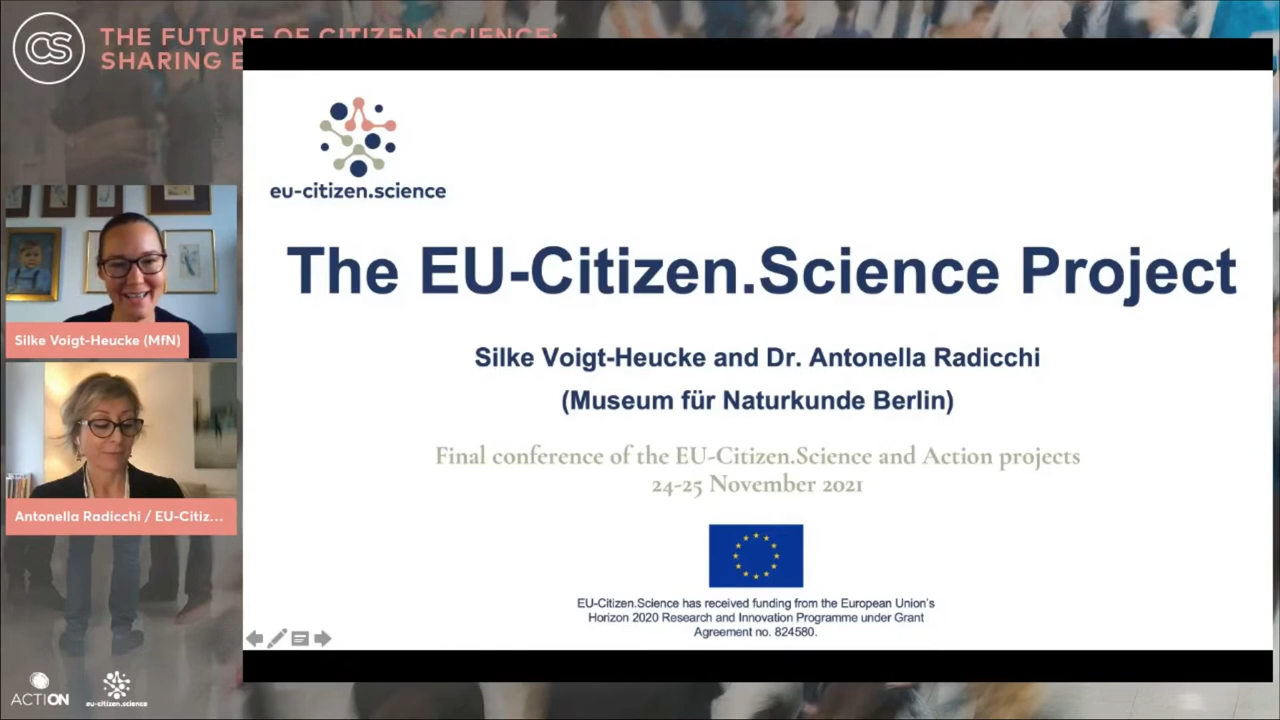 CS
THE FUTURE OF CITIZEN SCIENCE:
SHARING E
eu-citizen.science
The EU-Citizen.Science Project
Silke Voigt-Heucke and Dr. Antonella Radicchi
(Museum für Naturkunde Berlin)
Final conference of the EU-Citizen.Science and Action projects
24-25 November 2021
EU-Citizen.Science has received funding from the European Union's
Horizon 2020 Research and Innovation Programme under Grant
Agreement no. 824580.
Silke Voigt-Heucke (MfN)
Antonella Radicchi / EU-Citiz...
ACTION
eu-citizen.science